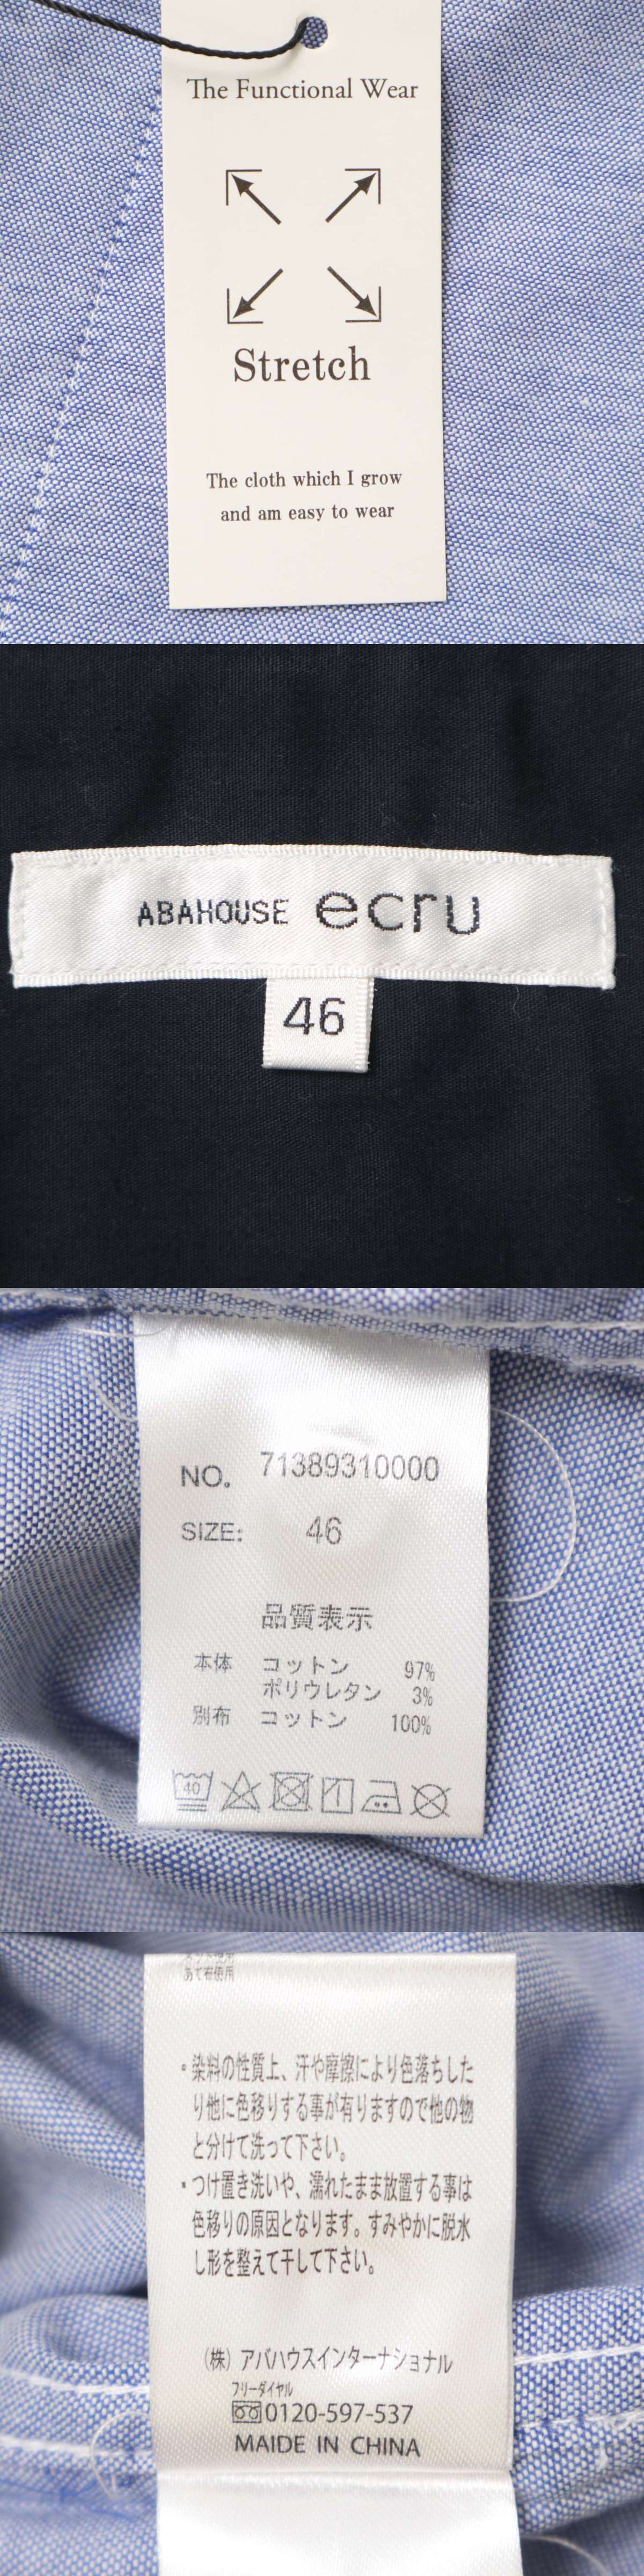 The Functional Wear
Stretch
The cloth which I grow
and am easy to wear
ABAHOUSE ecru
46
NO. 71389310000
SIZE: 46
品質表示
本体 コットン 97%
ポリウレタン 3%
別布 コットン 100%
40
あて布使用
・染料の性質上、汗や摩擦により色落ちした
り他に色移りする事が有りますので他の物
と分けて洗って下さい。
・つけ置き洗いや、濡れたまま放置する事は
色移りの原因となります。すみやかに脱水
し形を整えて干して下さい。
(株) アバハウスインターナショナル
フリーダイヤル
0120-597-537
MAIDE IN CHINA